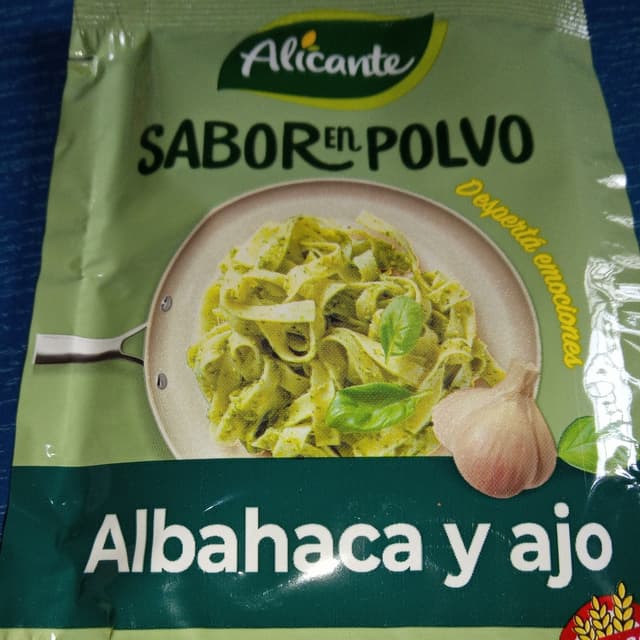 Alicante
SABOR EN POLVO
Despertá emociones
Albahaca y ajo